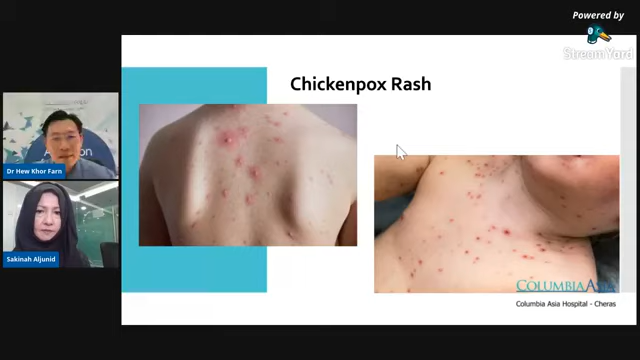 Powered by
StreamYard
Chickenpox Rash
Dr Hew Khor Farn
Sakinah Aljunid
COLUMBIA ASIA
Columbia Asia Hospital - Cheras